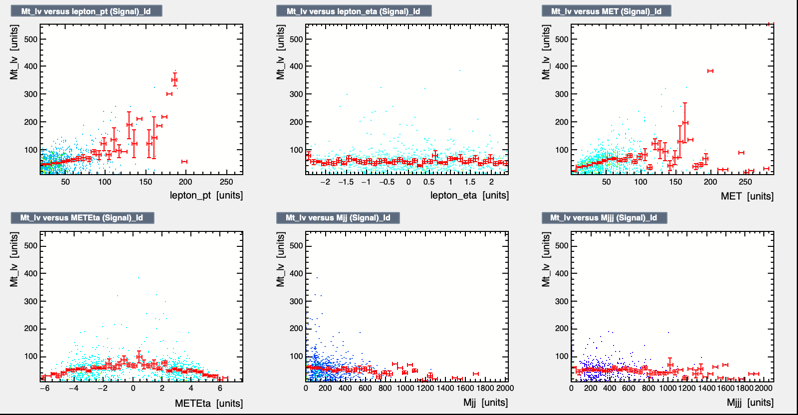 Mt_lv versus lepton_pt (Signal)_Id
Mt_lv [units]
500
400
300
200
100
50 100 150 200 250
lepton_pt [units]
Mt_lv versus lepton_eta (Signal)_Id
Mt_lv [units]
500
400
300
200
100
−2 −1.5 −1 −0.5 0 0.5 1 1.5 2
lepton_eta [units]
Mt_lv versus MET (Signal)_Id
Mt_lv [units]
500
400
300
200
100
50 100 150 200 250
MET [units]
Mt_lv versus METEta (Signal)_Id
Mt_lv [units]
500
400
300
200
100
−6 −4 −2 0 2 4 6
METEta [units]
Mt_lv versus Mjj (Signal)_Id
Mt_lv [units]
500
400
300
200
100
0 200 400 600 800 1000 1200 1400 1600 1800 2000
Mjj [units]
Mt_lv versus Mjjj (Signal)_Id
Mt_lv [units]
500
400
300
200
100
0 200 400 600 800 1000 1200 1400 1600 1800 2000
Mjjj [units]